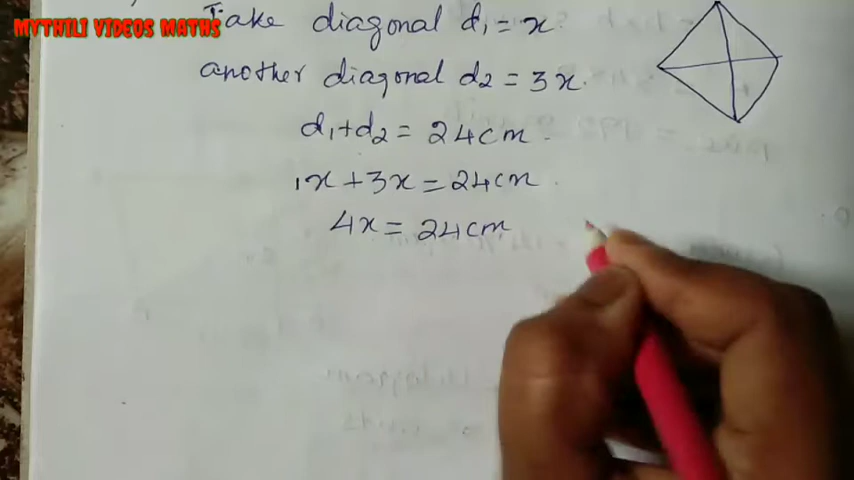 MYTHILI VIDEOS MATHS
Take diagonal d₁ = x.
another diagonal d₂ = 3x.
d₁+d₂ = 24cm.
1x+3x = 24cm.
4x = 24cm